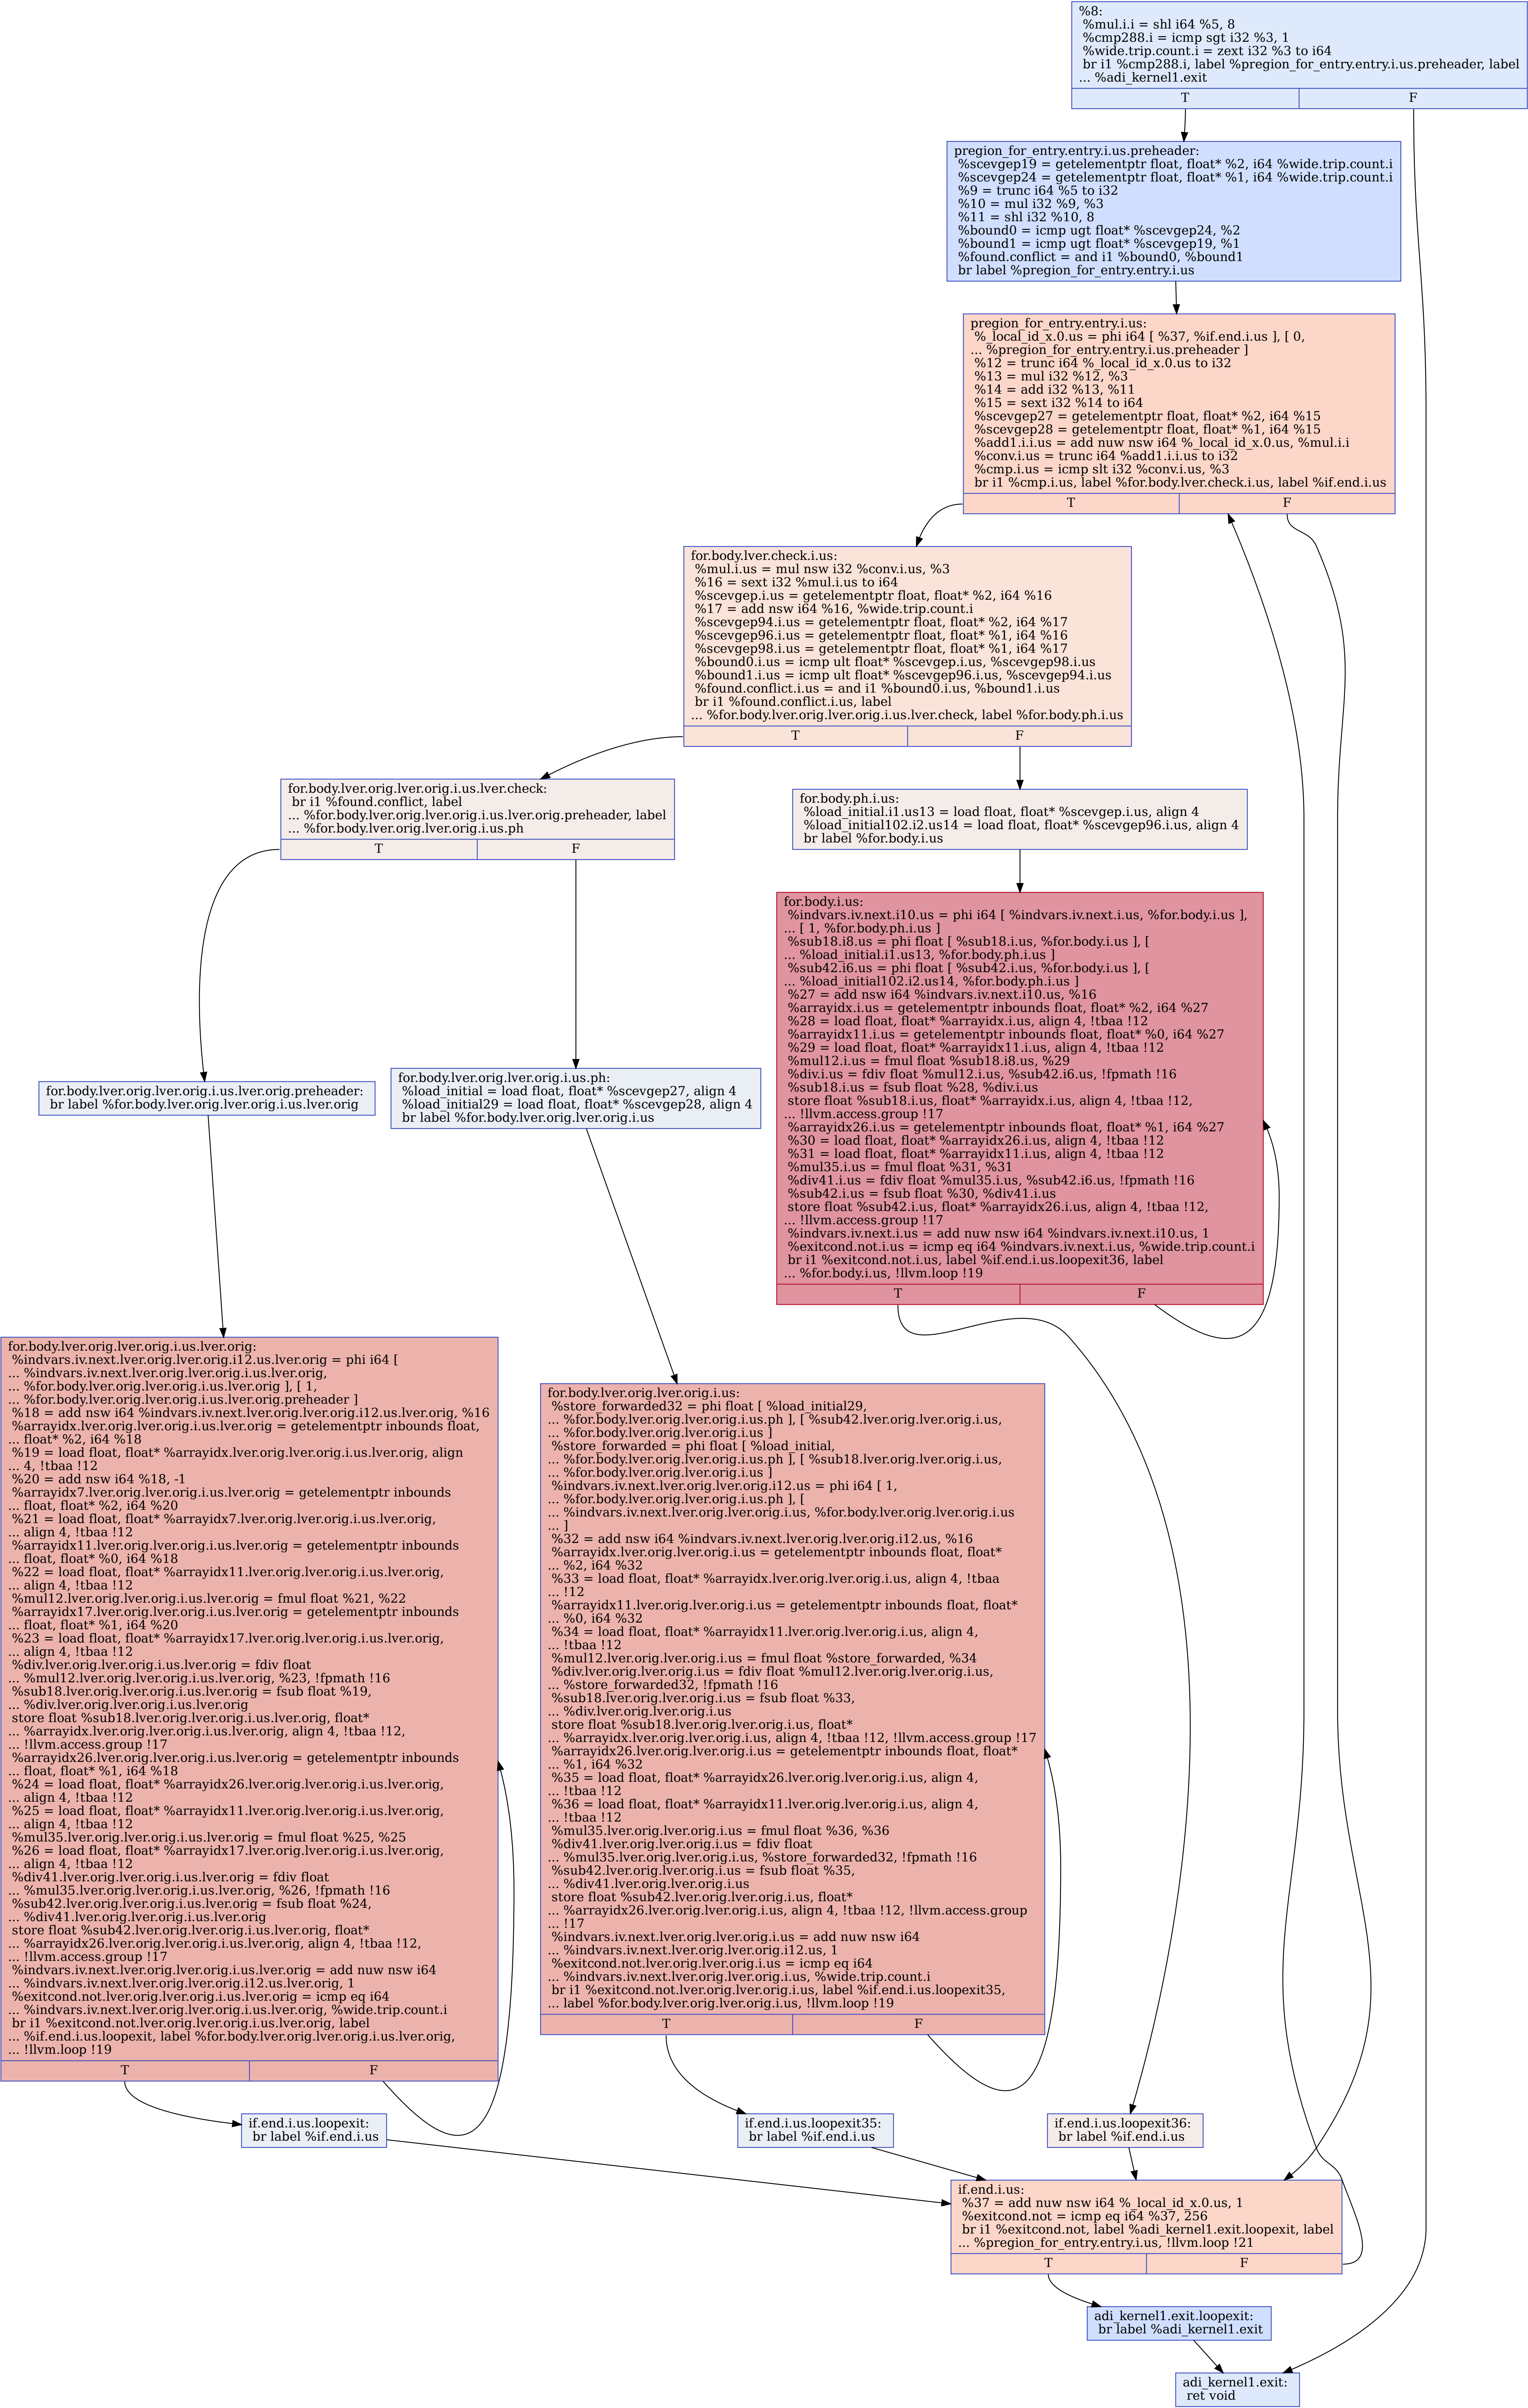 %8:
%mul.i.i = shl i64 %5, 8
%cmp288.i = icmp sgt i32 %3, 1
%wide.trip.count.i = zext i32 %3 to i64
br i1 %cmp288.i, label %pregion_for_entry.entry.i.us.preheader, label
... %adi_kernel1.exit
T
F
pregion_for_entry.entry.i.us.preheader:
%scevgep19 = getelementptr float, float* %2, i64 %wide.trip.count.i
%scevgep24 = getelementptr float, float* %1, i64 %wide.trip.count.i
%9 = trunc i64 %5 to i32
%10 = mul i32 %9, %3
%11 = shl i32 %10, 8
%bound0 = icmp ugt float* %scevgep24, %2
%bound1 = icmp ugt float* %scevgep19, %1
%found.conflict = and i1 %bound0, %bound1
br label %pregion_for_entry.entry.i.us
pregion_for_entry.entry.i.us:
%_local_id_x.0.us = phi i64 [ %37, %if.end.i.us ], [ 0,
... %pregion_for_entry.entry.i.us.preheader ]
%12 = trunc i64 %_local_id_x.0.us to i32
%13 = mul i32 %12, %3
%14 = add i32 %13, %11
%15 = sext i32 %14 to i64
%scevgep27 = getelementptr float, float* %2, i64 %15
%scevgep28 = getelementptr float, float* %1, i64 %15
%add1.i.i.us = add nuw nsw i64 %_local_id_x.0.us, %mul.i.i
%conv.i.us = trunc i64 %add1.i.i.us to i32
%cmp.i.us = icmp slt i32 %conv.i.us, %3
br i1 %cmp.i.us, label %for.body.lver.check.i.us, label %if.end.i.us
T
F
for.body.lver.check.i.us:
%mul.i.us = mul nsw i32 %conv.i.us, %3
%16 = sext i32 %mul.i.us to i64
%scevgep.i.us = getelementptr float, float* %2, i64 %16
%17 = add nsw i64 %16, %wide.trip.count.i
%scevgep94.i.us = getelementptr float, float* %2, i64 %17
%scevgep96.i.us = getelementptr float, float* %1, i64 %16
%scevgep98.i.us = getelementptr float, float* %1, i64 %17
%bound0.i.us = icmp ult float* %scevgep.i.us, %scevgep98.i.us
%bound1.i.us = icmp ult float* %scevgep96.i.us, %scevgep94.i.us
%found.conflict.i.us = and i1 %bound0.i.us, %bound1.i.us
br i1 %found.conflict.i.us, label
... %for.body.lver.orig.lver.orig.i.us.lver.check, label %for.body.ph.i.us
T
F
for.body.lver.orig.lver.orig.i.us.lver.check:
br i1 %found.conflict, label
... %for.body.lver.orig.lver.orig.i.us.lver.orig.preheader, label
... %for.body.lver.orig.lver.orig.i.us.ph
T
F
for.body.ph.i.us:
%load_initial.i1.us13 = load float, float* %scevgep.i.us, align 4
%load_initial102.i2.us14 = load float, float* %scevgep96.i.us, align 4
br label %for.body.i.us
for.body.i.us:
%indvars.iv.next.i10.us = phi i64 [ %indvars.iv.next.i.us, %for.body.i.us ],
... [ 1, %for.body.ph.i.us ]
%sub18.i8.us = phi float [ %sub18.i.us, %for.body.i.us ], [
... %load_initial.i1.us13, %for.body.ph.i.us ]
%sub42.i6.us = phi float [ %sub42.i.us, %for.body.i.us ], [
... %load_initial102.i2.us14, %for.body.ph.i.us ]
%27 = add nsw i64 %indvars.iv.next.i10.us, %16
%arrayidx.i.us = getelementptr inbounds float, float* %2, i64 %27
%28 = load float, float* %arrayidx.i.us, align 4, !tbaa !12
%arrayidx11.i.us = getelementptr inbounds float, float* %0, i64 %27
%29 = load float, float* %arrayidx11.i.us, align 4, !tbaa !12
%mul12.i.us = fmul float %sub18.i8.us, %29
%div.i.us = fdiv float %mul12.i.us, %sub42.i6.us, !fpmath !16
%sub18.i.us = fsub float %28, %div.i.us
store float %sub18.i.us, float* %arrayidx.i.us, align 4, !tbaa !12,
... !llvm.access.group !17
%arrayidx26.i.us = getelementptr inbounds float, float* %1, i64 %27
%30 = load float, float* %arrayidx26.i.us, align 4, !tbaa !12
%31 = load float, float* %arrayidx11.i.us, align 4, !tbaa !12
%mul35.i.us = fmul float %31, %31
%div41.i.us = fdiv float %mul35.i.us, %sub42.i6.us, !fpmath !16
%sub42.i.us = fsub float %30, %div41.i.us
store float %sub42.i.us, float* %arrayidx26.i.us, align 4, !tbaa !12,
... !llvm.access.group !17
%indvars.iv.next.i.us = add nuw nsw i64 %indvars.iv.next.i10.us, 1
%exitcond.not.i.us = icmp eq i64 %indvars.iv.next.i.us, %wide.trip.count.i
br i1 %exitcond.not.i.us, label %if.end.i.us.loopexit36, label
... %for.body.i.us, !llvm.loop !19
T
F
for.body.lver.orig.lver.orig.i.us.lver.orig.preheader:
br label %for.body.lver.orig.lver.orig.i.us.lver.orig
for.body.lver.orig.lver.orig.i.us.ph:
%load_initial = load float, float* %scevgep27, align 4
%load_initial29 = load float, float* %scevgep28, align 4
br label %for.body.lver.orig.lver.orig.i.us
for.body.lver.orig.lver.orig.i.us.lver.orig:
%indvars.iv.next.lver.orig.lver.orig.i12.us.lver.orig = phi i64 [
... %indvars.iv.next.lver.orig.lver.orig.i.us.lver.orig,
... %for.body.lver.orig.lver.orig.i.us.lver.orig ], [ 1,
... %for.body.lver.orig.lver.orig.i.us.lver.orig.preheader ]
%18 = add nsw i64 %indvars.iv.next.lver.orig.lver.orig.i12.us.lver.orig, %16
%arrayidx.lver.orig.lver.orig.i.us.lver.orig = getelementptr inbounds float,
... float* %2, i64 %18
%19 = load float, float* %arrayidx.lver.orig.lver.orig.i.us.lver.orig, align
... 4, !tbaa !12
%20 = add nsw i64 %18, -1
%arrayidx7.lver.orig.lver.orig.i.us.lver.orig = getelementptr inbounds
... float, float* %2, i64 %20
%21 = load float, float* %arrayidx7.lver.orig.lver.orig.i.us.lver.orig,
... align 4, !tbaa !12
%arrayidx11.lver.orig.lver.orig.i.us.lver.orig = getelementptr inbounds
... float, float* %0, i64 %18
%22 = load float, float* %arrayidx11.lver.orig.lver.orig.i.us.lver.orig,
... align 4, !tbaa !12
%mul12.lver.orig.lver.orig.i.us.lver.orig = fmul float %21, %22
%arrayidx17.lver.orig.lver.orig.i.us.lver.orig = getelementptr inbounds
... float, float* %1, i64 %20
%23 = load float, float* %arrayidx17.lver.orig.lver.orig.i.us.lver.orig,
... align 4, !tbaa !12
%div.lver.orig.lver.orig.i.us.lver.orig = fdiv float
... %mul12.lver.orig.lver.orig.i.us.lver.orig, %23, !fpmath !16
%sub18.lver.orig.lver.orig.i.us.lver.orig = fsub float %19,
... %div.lver.orig.lver.orig.i.us.lver.orig
store float %sub18.lver.orig.lver.orig.i.us.lver.orig, float*
... %arrayidx.lver.orig.lver.orig.i.us.lver.orig, align 4, !tbaa !12,
... !llvm.access.group !17
%arrayidx26.lver.orig.lver.orig.i.us.lver.orig = getelementptr inbounds
... float, float* %1, i64 %18
%24 = load float, float* %arrayidx26.lver.orig.lver.orig.i.us.lver.orig,
... align 4, !tbaa !12
%25 = load float, float* %arrayidx11.lver.orig.lver.orig.i.us.lver.orig,
... align 4, !tbaa !12
%mul35.lver.orig.lver.orig.i.us.lver.orig = fmul float %25, %25
%26 = load float, float* %arrayidx17.lver.orig.lver.orig.i.us.lver.orig,
... align 4, !tbaa !12
%div41.lver.orig.lver.orig.i.us.lver.orig = fdiv float
... %mul35.lver.orig.lver.orig.i.us.lver.orig, %26, !fpmath !16
%sub42.lver.orig.lver.orig.i.us.lver.orig = fsub float %24,
... %div41.lver.orig.lver.orig.i.us.lver.orig
store float %sub42.lver.orig.lver.orig.i.us.lver.orig, float*
... %arrayidx26.lver.orig.lver.orig.i.us.lver.orig, align 4, !tbaa !12,
... !llvm.access.group !17
%indvars.iv.next.lver.orig.lver.orig.i.us.lver.orig = add nuw nsw i64
... %indvars.iv.next.lver.orig.lver.orig.i12.us.lver.orig, 1
%exitcond.not.lver.orig.lver.orig.i.us.lver.orig = icmp eq i64
... %indvars.iv.next.lver.orig.lver.orig.i.us.lver.orig, %wide.trip.count.i
br i1 %exitcond.not.lver.orig.lver.orig.i.us.lver.orig, label
... %if.end.i.us.loopexit, label %for.body.lver.orig.lver.orig.i.us.lver.orig,
... !llvm.loop !19
T
F
for.body.lver.orig.lver.orig.i.us:
%store_forwarded32 = phi float [ %load_initial29,
... %for.body.lver.orig.lver.orig.i.us.ph ], [ %sub42.lver.orig.lver.orig.i.us,
... %for.body.lver.orig.lver.orig.i.us ]
%store_forwarded = phi float [ %load_initial,
... %for.body.lver.orig.lver.orig.i.us.ph ], [ %sub18.lver.orig.lver.orig.i.us,
... %for.body.lver.orig.lver.orig.i.us ]
%indvars.iv.next.lver.orig.lver.orig.i12.us = phi i64 [ 1,
... %for.body.lver.orig.lver.orig.i.us.ph ], [
... %indvars.iv.next.lver.orig.lver.orig.i.us, %for.body.lver.orig.lver.orig.i.us
... ]
%32 = add nsw i64 %indvars.iv.next.lver.orig.lver.orig.i12.us, %16
%arrayidx.lver.orig.lver.orig.i.us = getelementptr inbounds float, float*
... %2, i64 %32
%33 = load float, float* %arrayidx.lver.orig.lver.orig.i.us, align 4, !tbaa
... !12
%arrayidx11.lver.orig.lver.orig.i.us = getelementptr inbounds float, float*
... %0, i64 %32
%34 = load float, float* %arrayidx11.lver.orig.lver.orig.i.us, align 4,
... !tbaa !12
%mul12.lver.orig.lver.orig.i.us = fmul float %store_forwarded, %34
%div.lver.orig.lver.orig.i.us = fdiv float %mul12.lver.orig.lver.orig.i.us,
... %store_forwarded32, !fpmath !16
%sub18.lver.orig.lver.orig.i.us = fsub float %33,
... %div.lver.orig.lver.orig.i.us
store float %sub18.lver.orig.lver.orig.i.us, float*
... %arrayidx.lver.orig.lver.orig.i.us, align 4, !tbaa !12, !llvm.access.group !17
%arrayidx26.lver.orig.lver.orig.i.us = getelementptr inbounds float, float*
... %1, i64 %32
%35 = load float, float* %arrayidx26.lver.orig.lver.orig.i.us, align 4,
... !tbaa !12
%36 = load float, float* %arrayidx11.lver.orig.lver.orig.i.us, align 4,
... !tbaa !12
%mul35.lver.orig.lver.orig.i.us = fmul float %36, %36
%div41.lver.orig.lver.orig.i.us = fdiv float
... %mul35.lver.orig.lver.orig.i.us, %store_forwarded32, !fpmath !16
%sub42.lver.orig.lver.orig.i.us = fsub float %35,
... %div41.lver.orig.lver.orig.i.us
store float %sub42.lver.orig.lver.orig.i.us, float*
... %arrayidx26.lver.orig.lver.orig.i.us, align 4, !tbaa !12, !llvm.access.group
... !17
%indvars.iv.next.lver.orig.lver.orig.i.us = add nuw nsw i64
... %indvars.iv.next.lver.orig.lver.orig.i12.us, 1
%exitcond.not.lver.orig.lver.orig.i.us = icmp eq i64
... %indvars.iv.next.lver.orig.lver.orig.i.us, %wide.trip.count.i
br i1 %exitcond.not.lver.orig.lver.orig.i.us, label %if.end.i.us.loopexit35,
... label %for.body.lver.orig.lver.orig.i.us, !llvm.loop !19
T
F
if.end.i.us.loopexit:
br label %if.end.i.us
if.end.i.us.loopexit35:
br label %if.end.i.us
if.end.i.us.loopexit36:
br label %if.end.i.us
if.end.i.us:
%37 = add nuw nsw i64 %_local_id_x.0.us, 1
%exitcond.not = icmp eq i64 %37, 256
br i1 %exitcond.not, label %adi_kernel1.exit.loopexit, label
... %pregion_for_entry.entry.i.us, !llvm.loop !21
T
F
adi_kernel1.exit.loopexit:
br label %adi_kernel1.exit
adi_kernel1.exit:
ret void